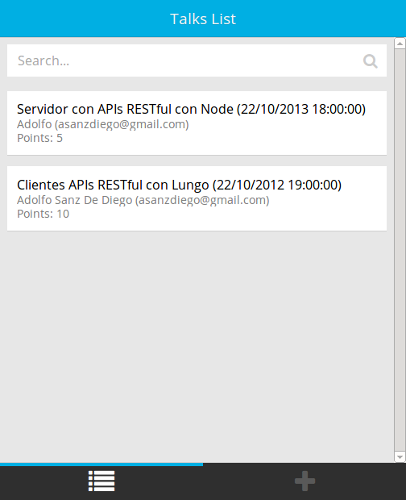 Talks List
Search...
Servidor con APIs RESTful con Node (22/10/2013 18:00:00)
Adolfo (asanzdiego@gmail.com)
Points: 5
Clientes APIs RESTful con Lungo (22/10/2012 19:00:00)
Adolfo Sanz De Diego (asanzdiego@gmail.com)
Points: 10